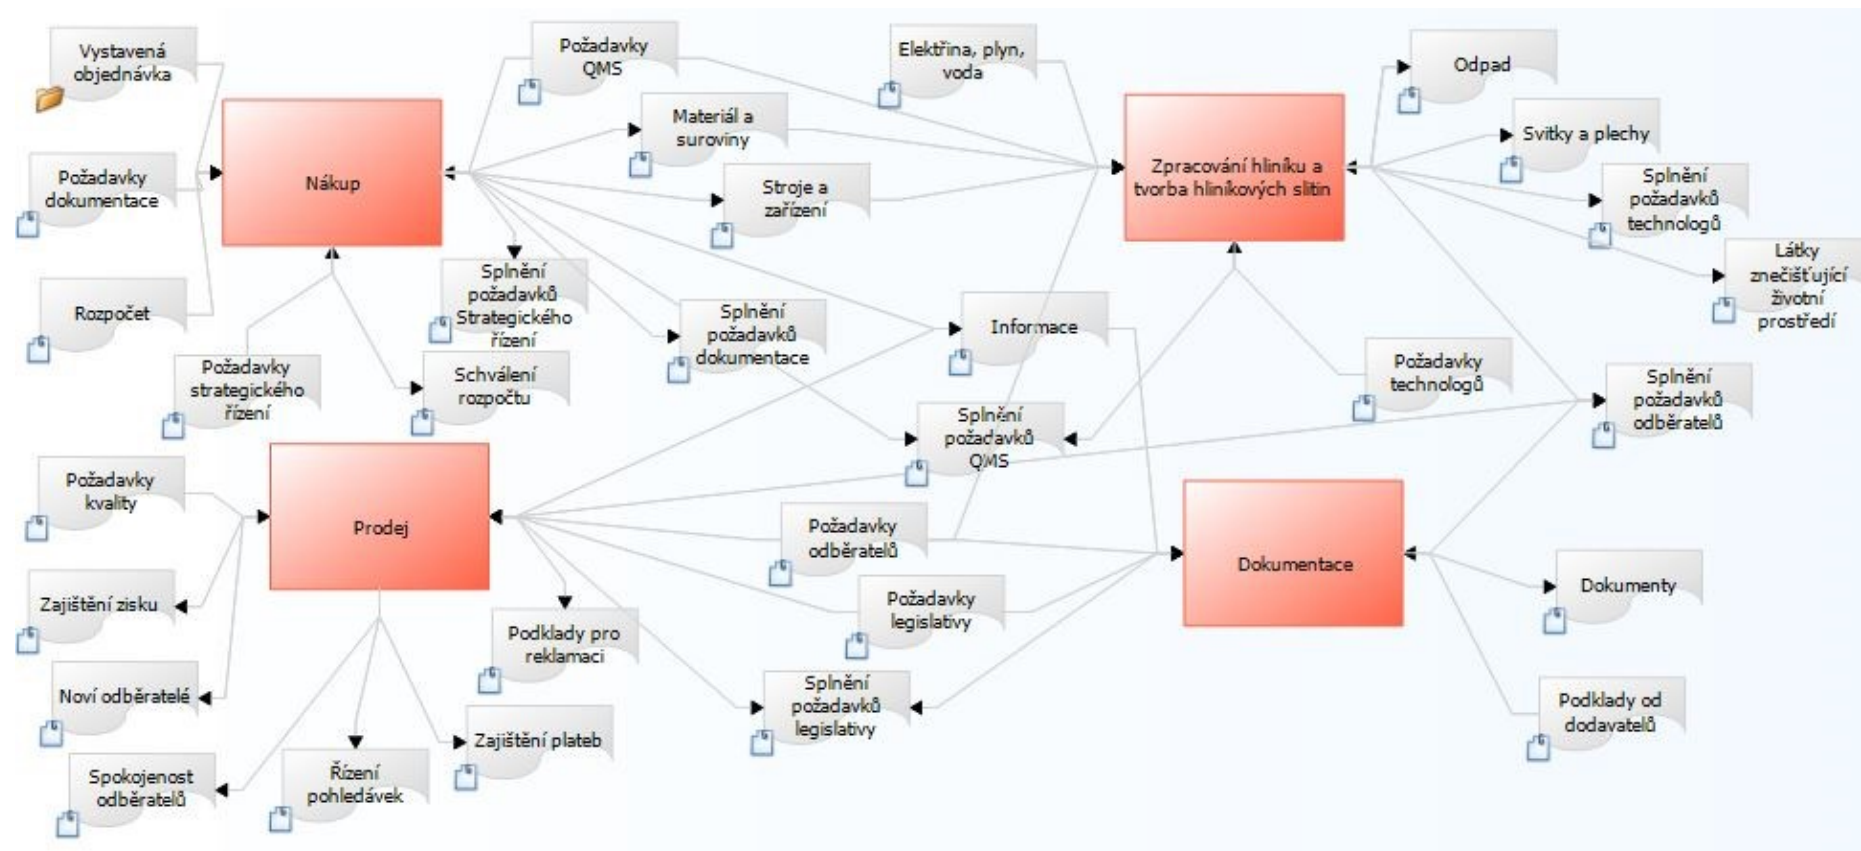 Vystavená
objednávka
Požadavky
QMS
Elektřina, plyn,
voda
Odpad
Materiál a
suroviny
Svitky a plechy
Požadavky
dokumentace
Nákup
Stroje a
zařízení
Zpracování hliníku a
tvorba hliníkových slitin
Splnění
požadavků
technologů
Látky
znečišťující
životní
prostředí
Rozpočet
Splnění
požadavků
Strategického
řízení
Splnění
požadavků
dokumentace
Informace
Požadavky
strategického
řízení
Schválení
rozpočtu
Požadavky
technologů
Splnění
požadavků
odběratelů
Splnění
požadavků
QMS
Požadavky
kvality
Prodej
Požadavky
odběratelů
Dokumentace
Dokumenty
Zajištění zisku
Podklady pro
reklamaci
Požadavky
legislativy
Noví odběratelé
Splnění
požadavků
legislativy
Podklady od
dodavatelů
Zajištění plateb
Spokojenost
odběratelů
Řízení
pohledávek